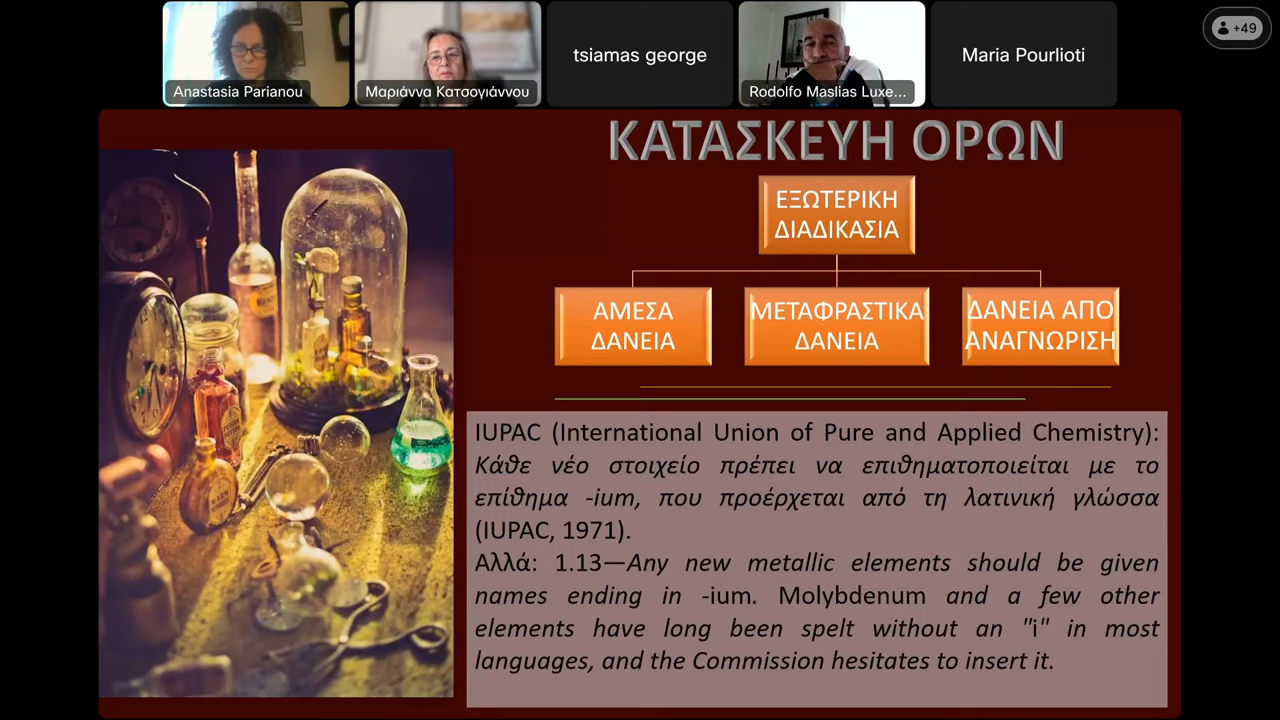 Anastasia Parianou
Μαριάννα Κατσογιάννου
tsiamas george
Rodolfo Maslias Luxe...
Maria Pourlioti
+49
ΚΑΤΑΣΚΕΥΗ ΟΡΩΝ
ΕΞΩΤΕΡΙΚΗ
ΔΙΑΔΙΚΑΣΙΑ
ΑΜΕΣΑ
ΔΑΝΕΙΑ
ΜΕΤΑΦΡΑΣΤΙΚΑ
ΔΑΝΕΙΑ
ΔΑΝΕΙΑ ΑΠΟ
ΑΝΑΓΝΩΡΙΣΗ
IUPAC (International Union of Pure and Applied Chemistry):
Κάθε νέο στοιχείο πρέπει να επιθηματοποιείται με το
επίθημα -ium, που προέρχεται από τη λατινική γλώσσα
(IUPAC, 1971).
Αλλά: 1.13—Any new metallic elements should be given
names ending in -ium. Molybdenum and a few other
elements have long been spelt without an "i" in most
languages, and the Commission hesitates to insert it.